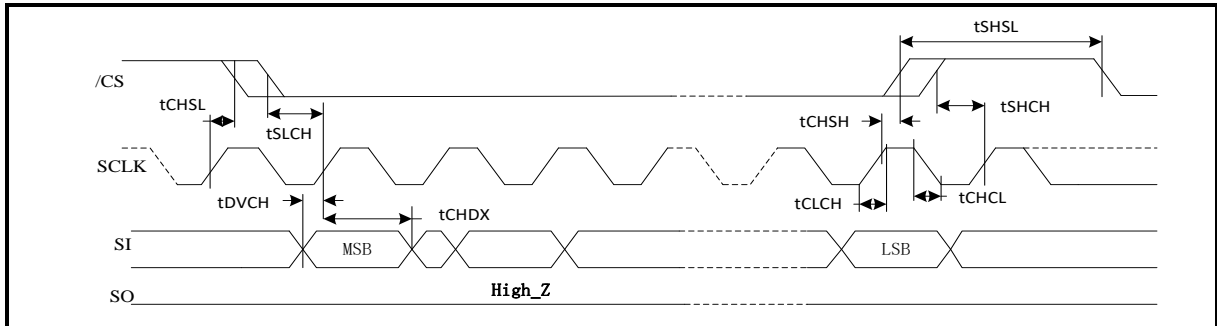 tSHSL
/CS
tCHSL
tSLCH
tCHSH
tSHCH
SCLK
tDVCH
tCHDX
tCLCH
tCHCL
SI
MSB
LSB
High_Z
SO